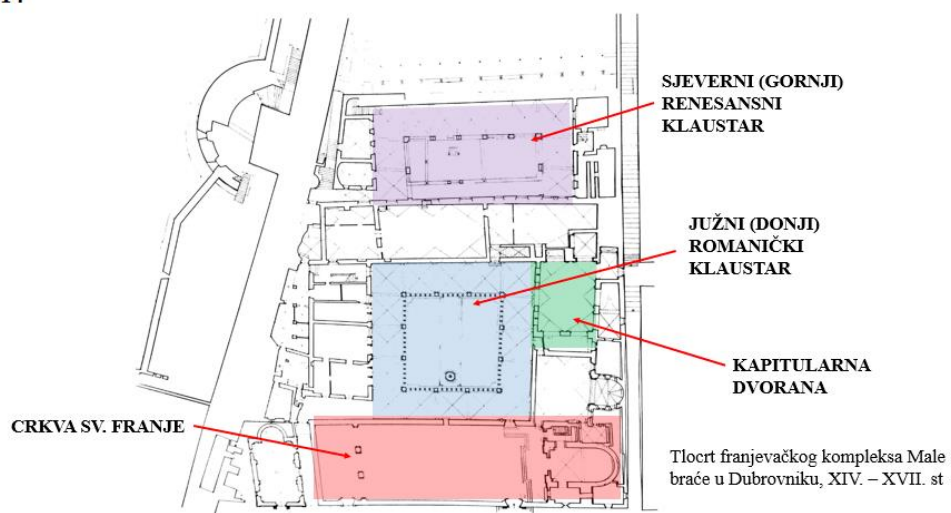 SJEVERNI (GORNJI)
RENESANSNI
KLAUSTAR
JUŽNI (DONJI)
ROMANIČKI
KLAUSTAR
KAPITULARNA
DVORANA
CRKVA SV. FRANJE
Tlocrt franjevačkog kompleksa Male
braće u Dubrovniku, XIV. – XVII. st